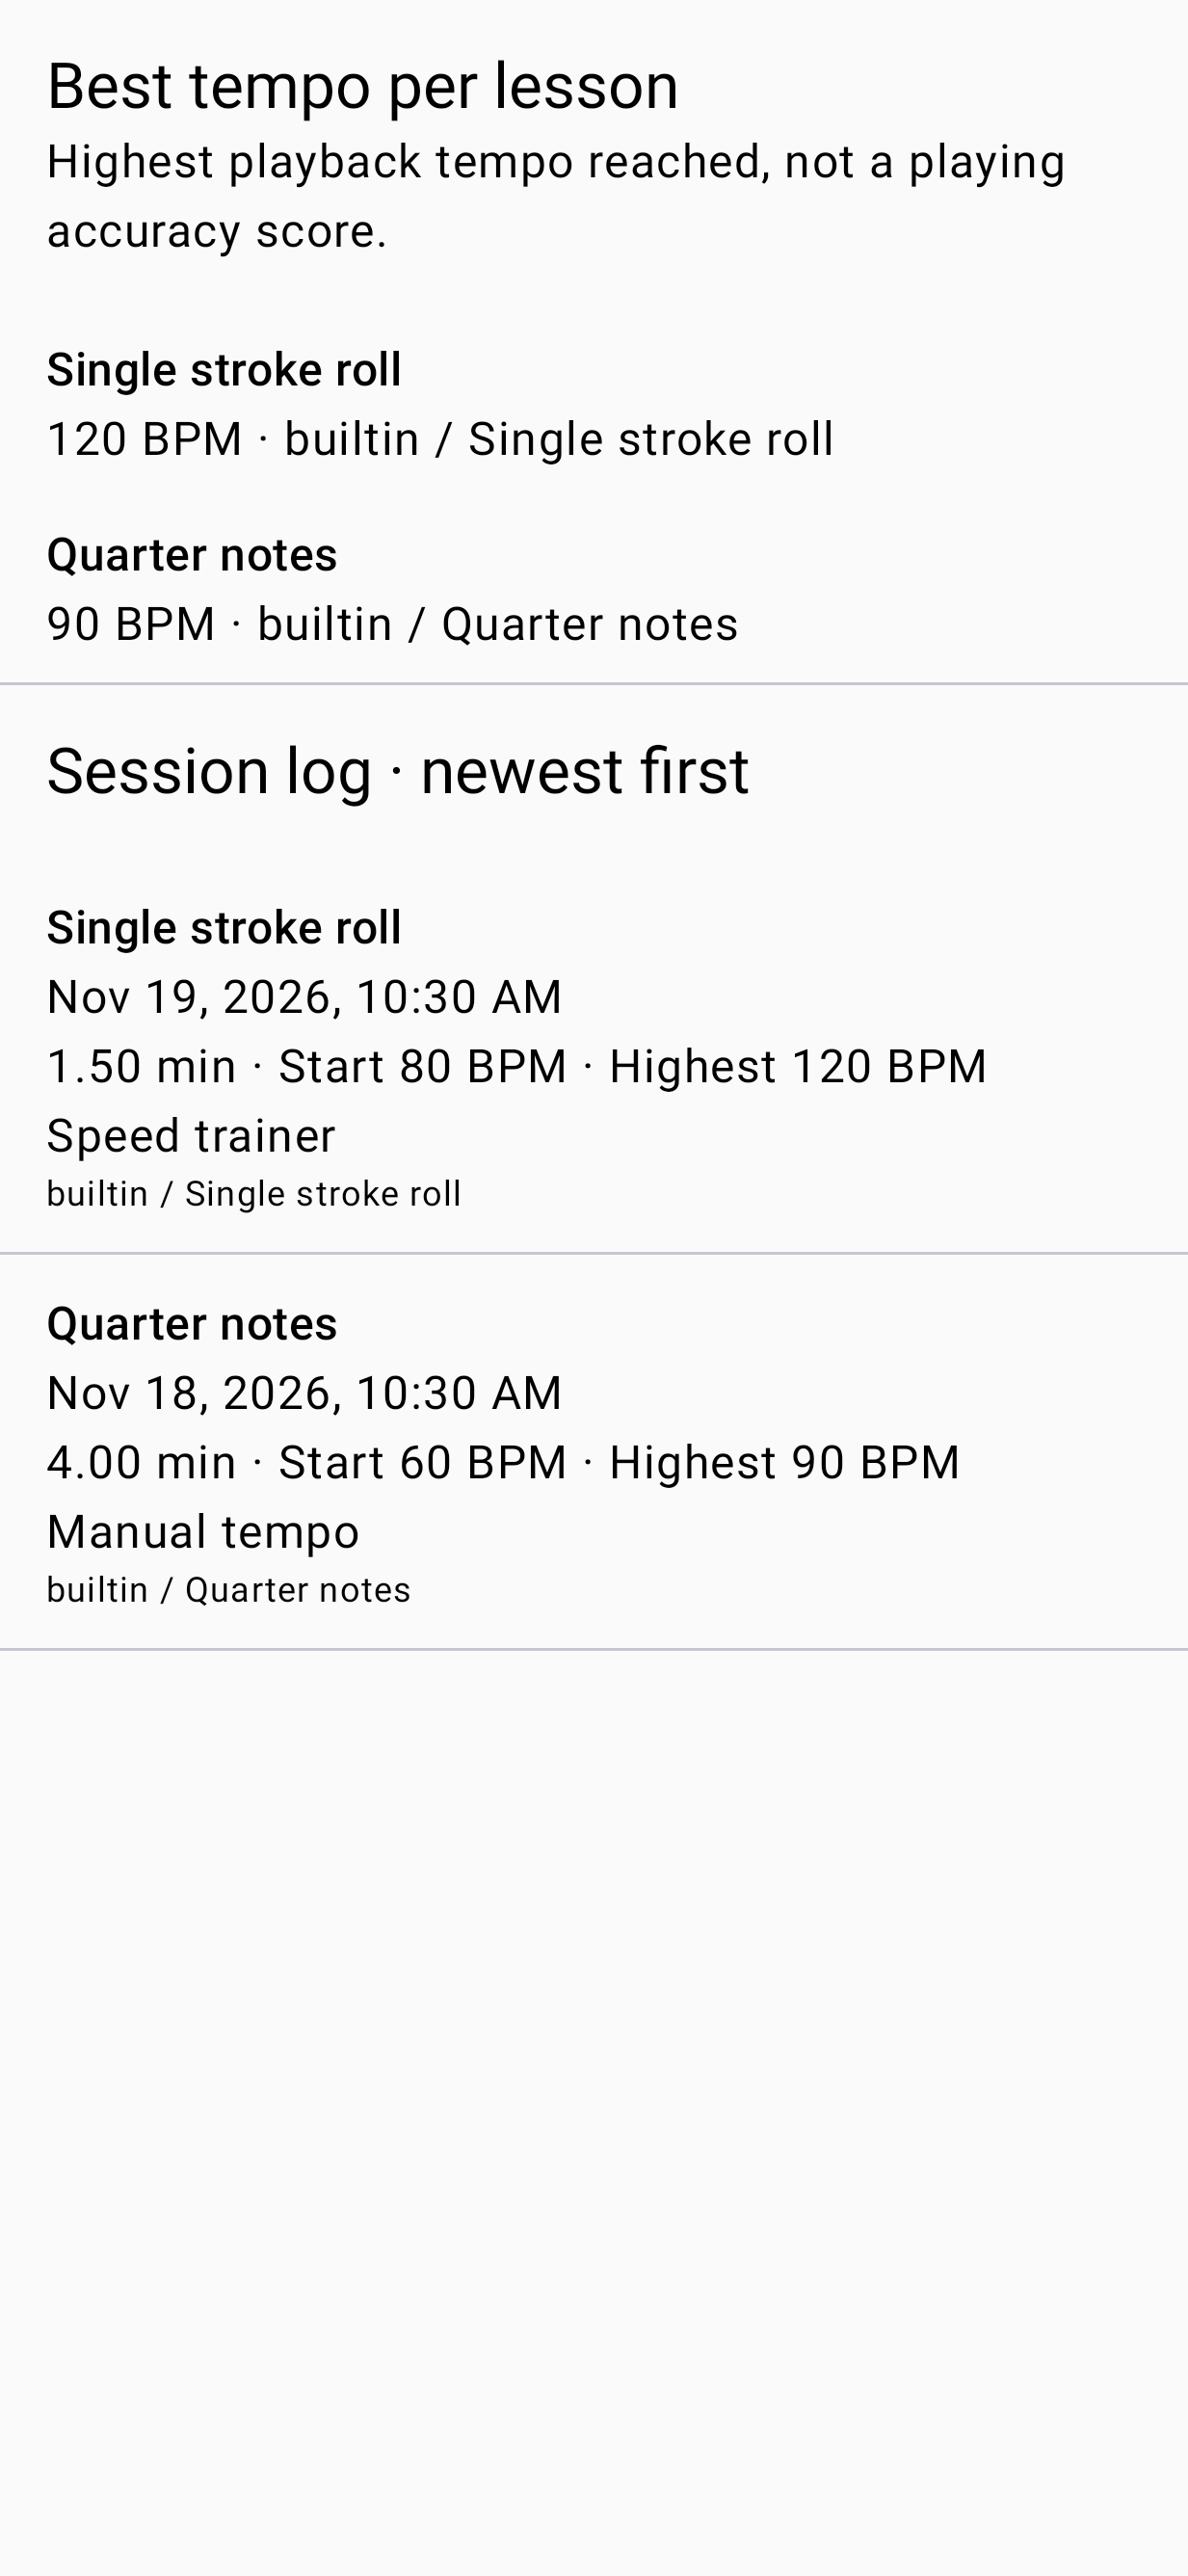 Best tempo per lesson
Highest playback tempo reached, not a playing
accuracy score.
Single stroke roll
120 BPM · builtin / Single stroke roll
Quarter notes
90 BPM · builtin / Quarter notes
Session log · newest first
Single stroke roll
Nov 19, 2026, 10:30 AM
1.50 min · Start 80 BPM · Highest 120 BPM
Speed trainer
builtin / Single stroke roll
Quarter notes
Nov 18, 2026, 10:30 AM
4.00 min · Start 60 BPM · Highest 90 BPM
Manual tempo
builtin / Quarter notes